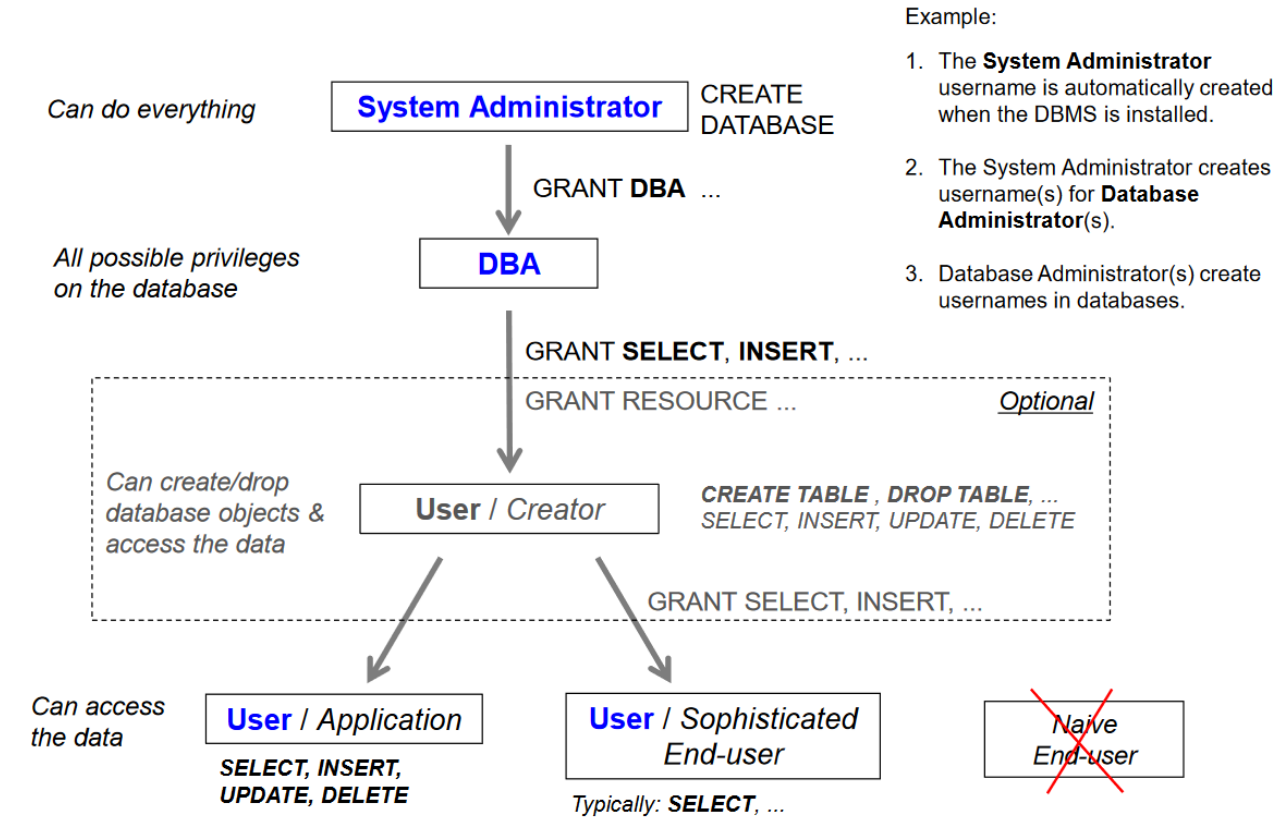 Example:
1. The System Administrator
username is automatically created
when the DBMS is installed.
2. The System Administrator creates
username(s) for Database
Administrator(s).
3. Database Administrator(s) create
usernames in databases.
Can do everything
System Administrator
CREATE
DATABASE
GRANT DBA ...
All possible privileges
on the database
DBA
GRANT SELECT, INSERT, ...
GRANT RESOURCE ...
Optional
Can create/drop
database objects &
access the data
User / Creator
CREATE TABLE , DROP TABLE, ...
SELECT, INSERT, UPDATE, DELETE
GRANT SELECT, INSERT, ...
Can access
the data
User / Application
SELECT, INSERT,
UPDATE, DELETE
User / Sophisticated
End-user
Typically: SELECT, ...
Naive
End-user